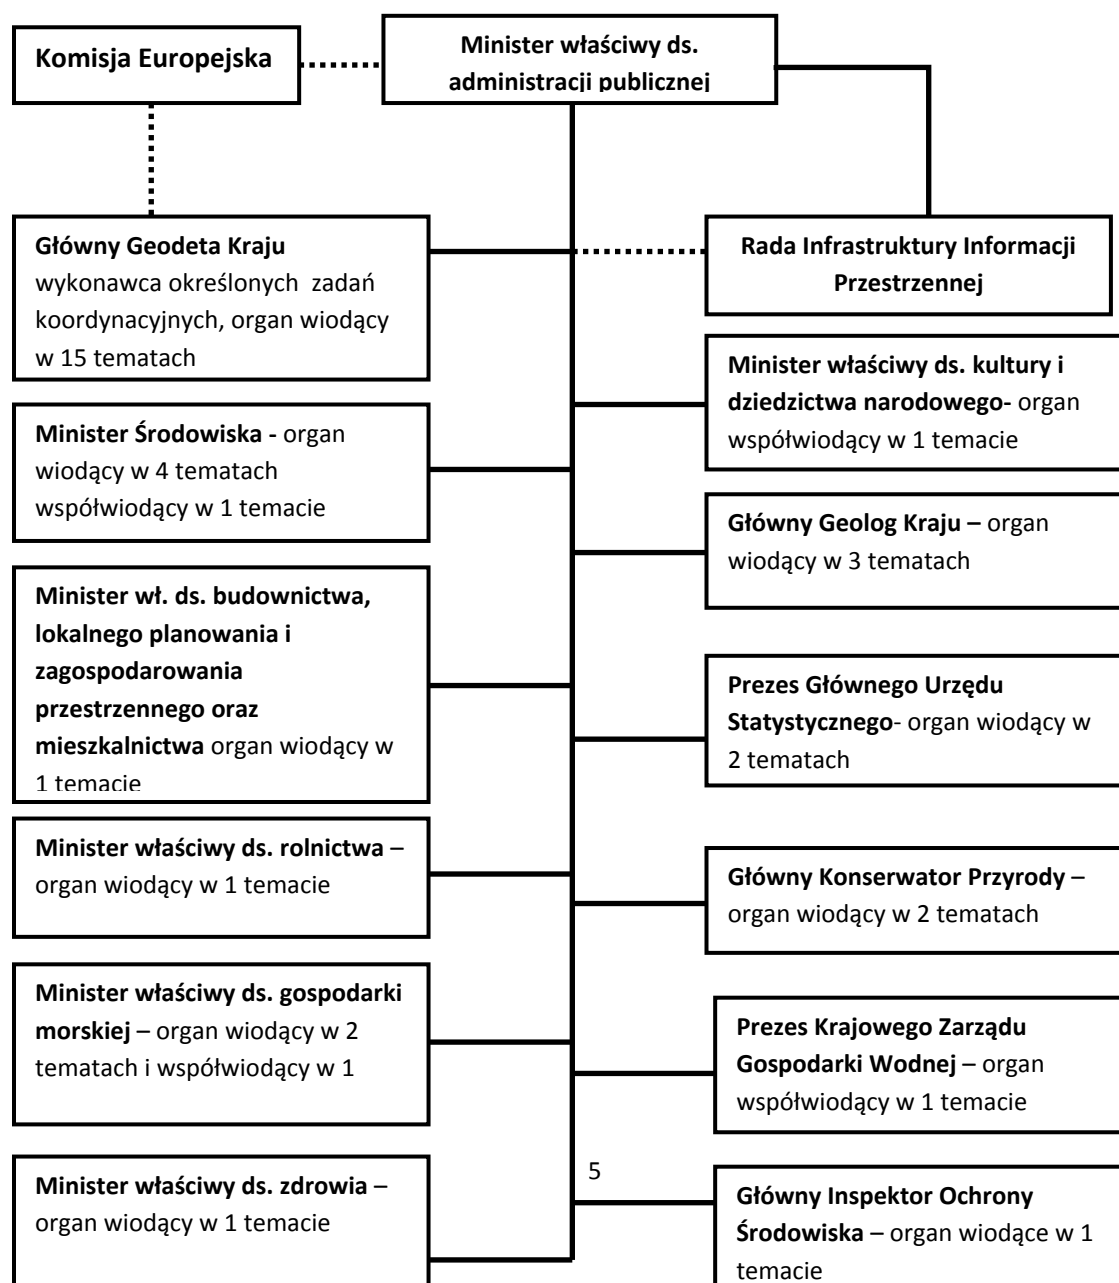 Komisja Europejska
Minister właściwy ds.
administracji publicznej
Główny Geodeta Kraju
wykonawca określonych zadań
koordynacyjnych, organ wiodący
w 15 tematach
Rada Infrastruktury Informacji
Przestrzennej
Minister właściwy ds. kultury i
dziedzictwa narodowego- organ
współwiodący w 1 temacie
Minister Środowiska - organ
wiodący w 4 tematach
współwiodący w 1 temacie
Główny Geolog Kraju – organ
wiodący w 3 tematach
Minister wł. ds. budownictwa,
lokalnego planowania i
zagospodarowania
przestrzennego oraz
mieszkalnictwa organ wiodący w
1 temacie
Prezes Głównego Urzędu
Statystycznego- organ wiodący w
2 tematach
Minister właściwy ds. rolnictwa –
organ wiodący w 1 temacie
Główny Konserwator Przyrody –
organ wiodący w 2 tematach
Minister właściwy ds. gospodarki
morskiej – organ wiodący w 2
tematach i współwiodący w 1
Prezes Krajowego Zarządu
Gospodarki Wodnej – organ
współwiodący w 1 temacie
Minister właściwy ds. zdrowia –
organ wiodący w 1 temacie
5
Główny Inspektor Ochrony
Środowiska – organ wiodące w 1
temacie